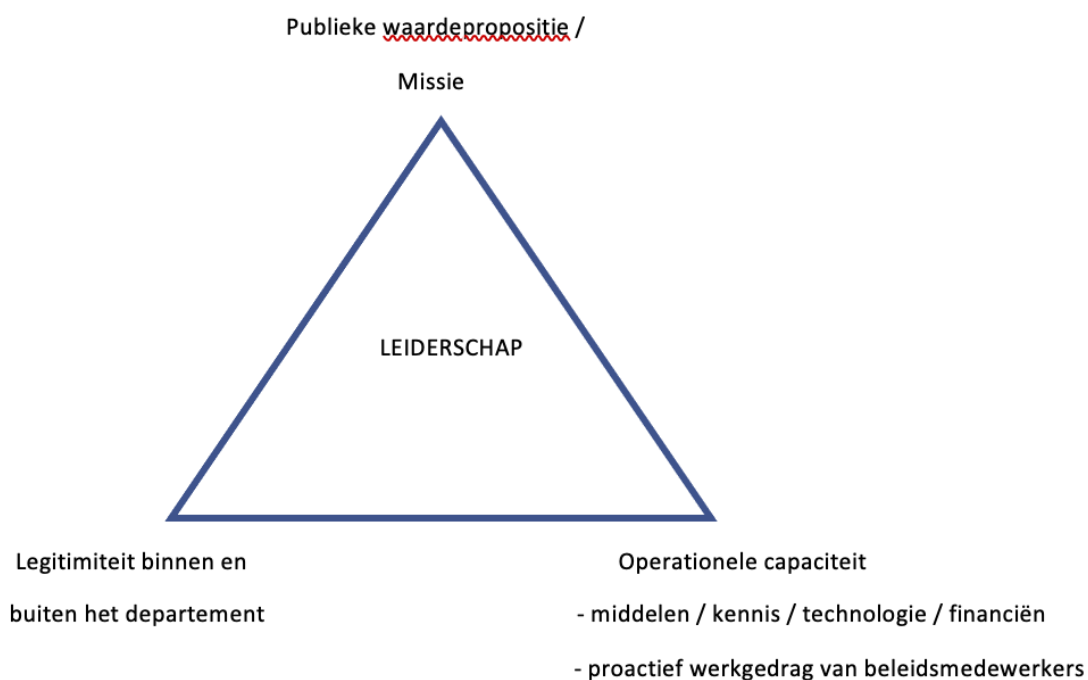 Publieke waardepropositie /
Missie
LEIDERSCHAP
Legitimiteit binnen en
buiten het departement
Operationele capaciteit
- middelen / kennis / technologie / financiën
- proactief werkgedrag van beleidsmedewerkers